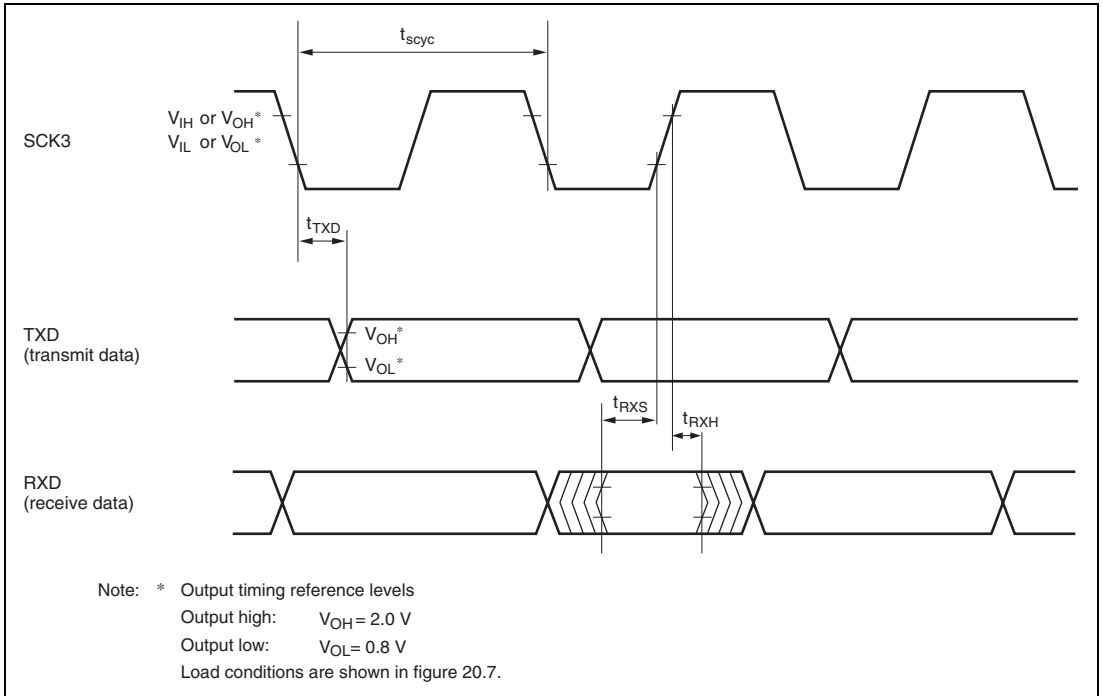 tscyc
VIH or VOH*
VIL or VOL *
SCK3
tTXD
TXD
(transmit data)
VOH*
VOL*
tRXS
tRXH
RXD
(receive data)
Note: * Output timing reference levels
Output high: VOH = 2.0 V
Output low: VOL= 0.8 V
Load conditions are shown in figure 20.7.